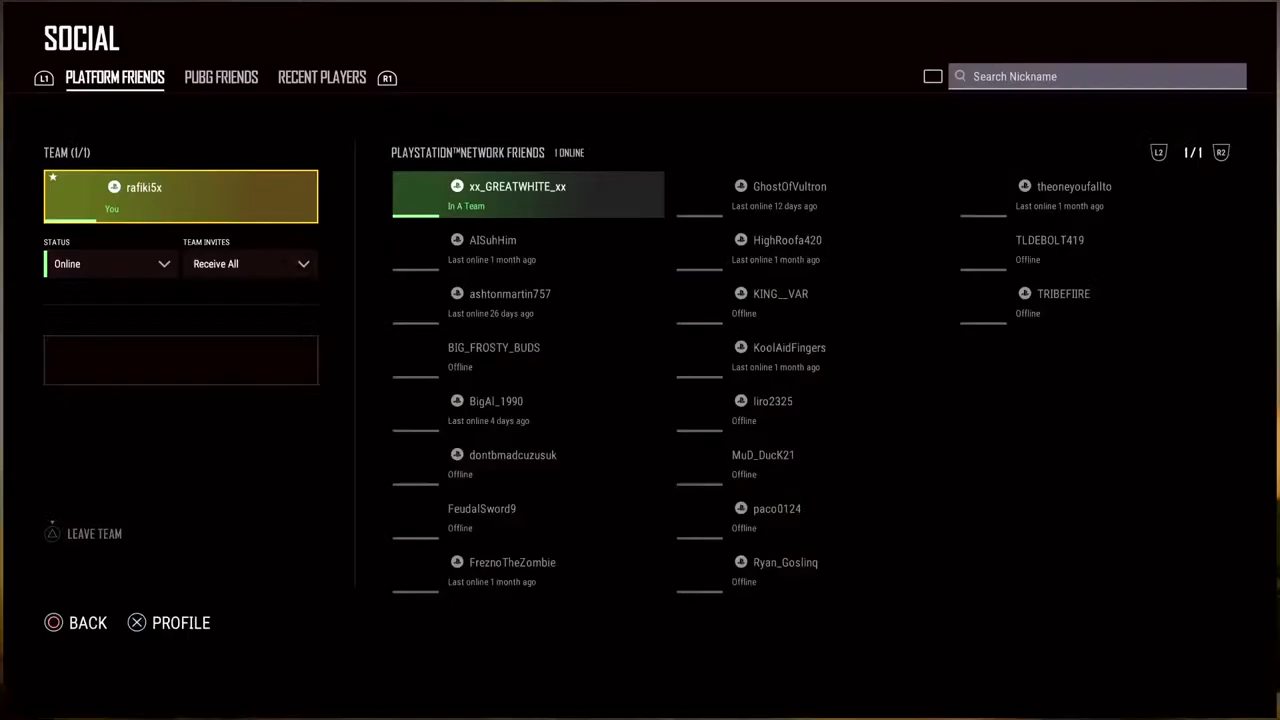 SOCIAL
L1 PLATFORM FRIENDS PUBG FRIENDS RECENT PLAYERS R1
Search Nickname
TEAM (1/1)
rafiki5x
You
STATUS
Online
TEAM INVITES
Receive All
LEAVE TEAM
PLAYSTATION™NETWORK FRIENDS 1 ONLINE
L2 1/1 R2
xx_GREATWHITE_xx
In A Team
AISuhHim
Last online 1 month ago
ashtonmartin757
Last online 26 days ago
BIG_FROSTY_BUDS
Offline
BigAl_1990
Last online 4 days ago
dontbmadcuzusuk
Offline
FeudalSword9
Offline
FreznoTheZombie
Last online 1 month ago
GhostOfVultron
Last online 12 days ago
HighRoofa420
Last online 1 month ago
KING__VAR
Offline
KoolAidFingers
Last online 1 month ago
liro2325
Offline
MuD_DucK21
Offline
paco0124
Offline
Ryan_Goslinq
Offline
theoneyoufallto
Last online 1 month ago
TLDEBOLT419
Offline
TRIBEFIIRE
Offline
BACK PROFILE